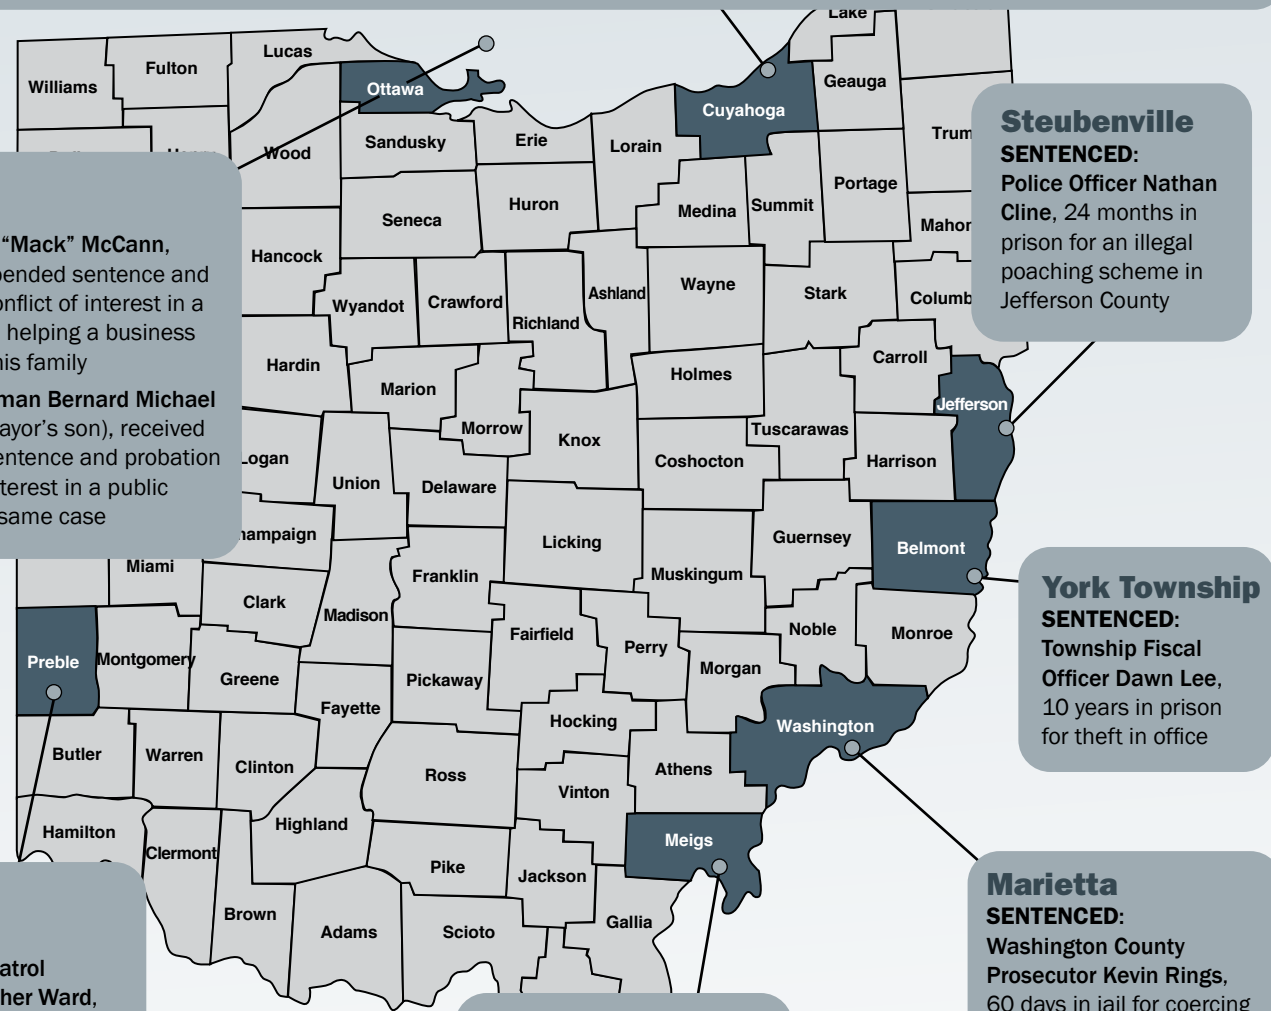 Lake
Lucas
Fulton
Williams
Ottawa
Geauga
Cuyahoga
Steubenville
SENTENCED:
Police Officer Nathan
Cline, 24 months in
prison for an illegal
poaching scheme in
Jefferson County
Trum
Sandusky
Erie
Lorain
Wood
Portage
Huron
Medina
Summit
Seneca
Mahor
“Mack” McCann,
pended sentence and
onflict of interest in a
helping a business
his family
man Bernard Michael
ayor’s son), received
entence and probation
terest in a public
same case
Hancock
Wyandot
Crawford
Richland
Ashland
Wayne
Stark
Columb
Hardin
Marion
Holmes
Carroll
Jefferson
Morrow
Knox
Tuscarawas
Coshocton
Harrison
Logan
Union
Delaware
hampaign
Licking
Guernsey
Belmont
Miami
Franklin
Muskingum
Clark
Madison
Fairfield
Perry
Noble
Monroe
York Township
SENTENCED:
Township Fiscal
Officer Dawn Lee,
10 years in prison
for theft in office
Preble
Montgomery
Greene
Pickaway
Morgan
Fayette
Hocking
Washington
Butler
Warren
Clinton
Ross
Athens
Vinton
Hamilton
Highland
Meigs
Clermont
Pike
Jackson
Brown
Adams
Scioto
Gallia
Marietta
SENTENCED:
Washington County
Prosecutor Kevin Rings,
60 days in jail for coercing
atrol
her Ward,